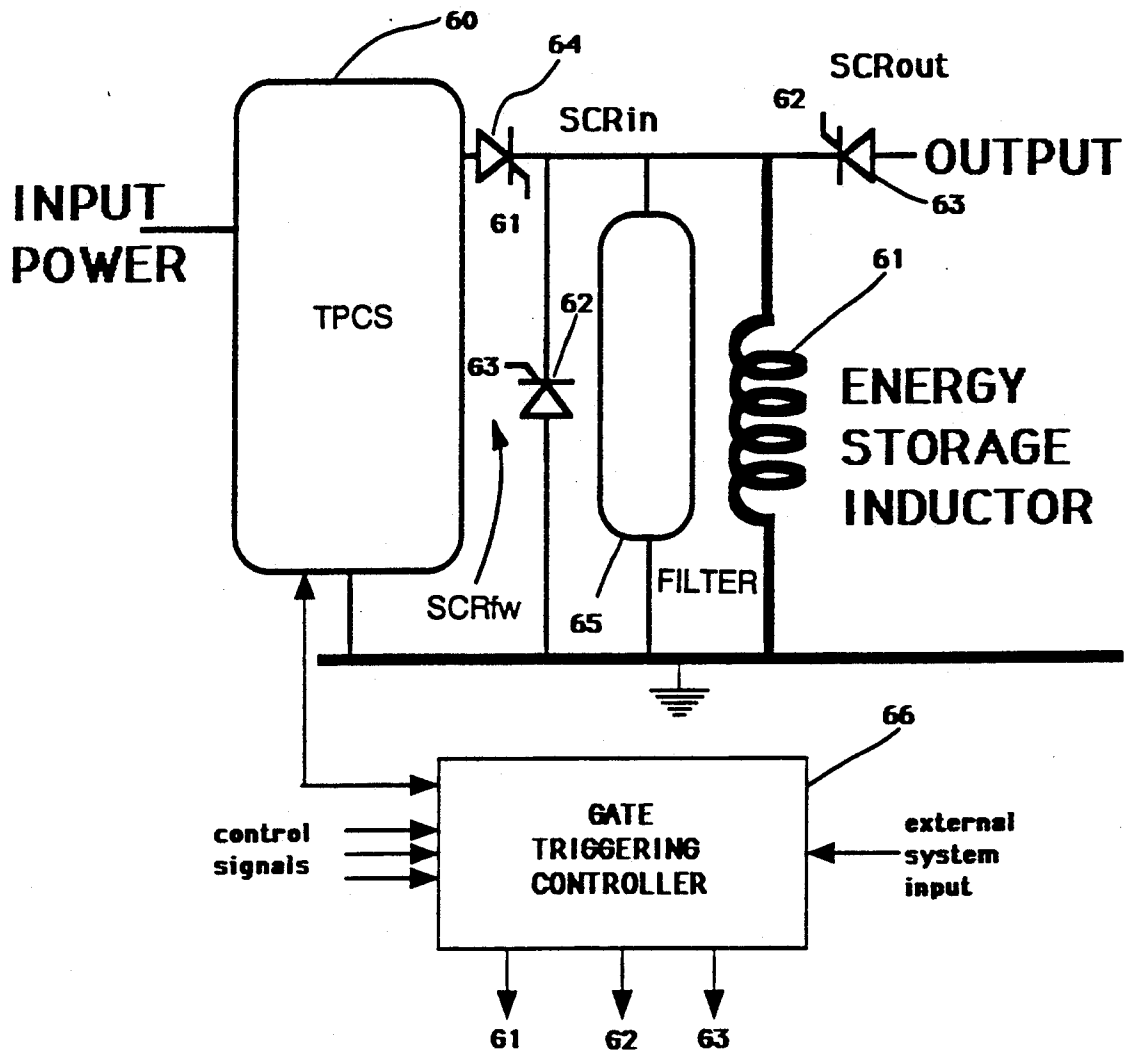 60
64
SCRout
62
SCRin
OUTPUT
INPUT
POWER
61
63
61
TPCS
62
63
ENERGY
STORAGE
INDUCTOR
SCRfw
FILTER
65
66
GATE
TRIGGERING
CONTROLLER
control
signals
external
system
input
61
62
63